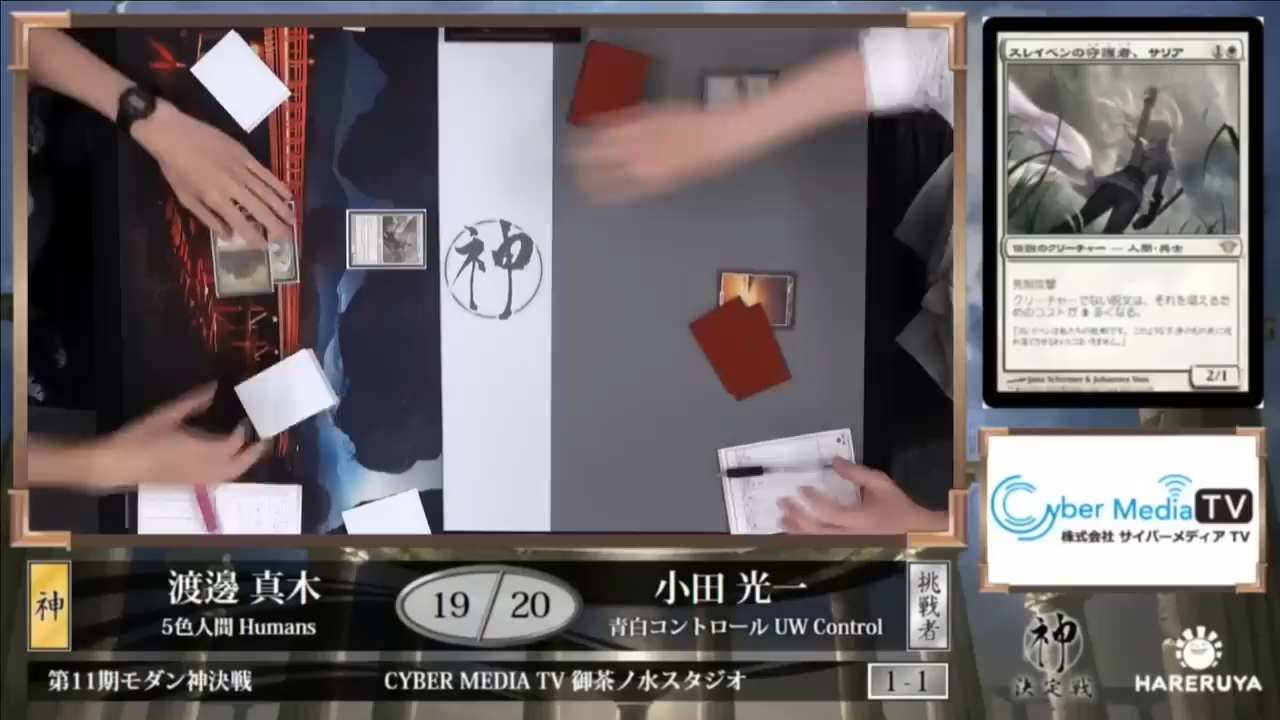 スレイベンの守護者、サリア 1
伝説のクリーチャー ― 人間・兵士
先制攻撃
クリーチャーでない呪文は、それを唱えるた
めのコストが 多くなる。
2/1
神
Cyber Media TV
株式会社 サイバーメディア TV
神
渡邊 真木
5色人間 Humans
19 / 20
小田 光一
青白コントロール UW Control
挑戦者
第11期モダン神決戦
CYBER MEDIA TV 御茶ノ水スタジオ
1 - 1
神
決定戦
HARERUYA